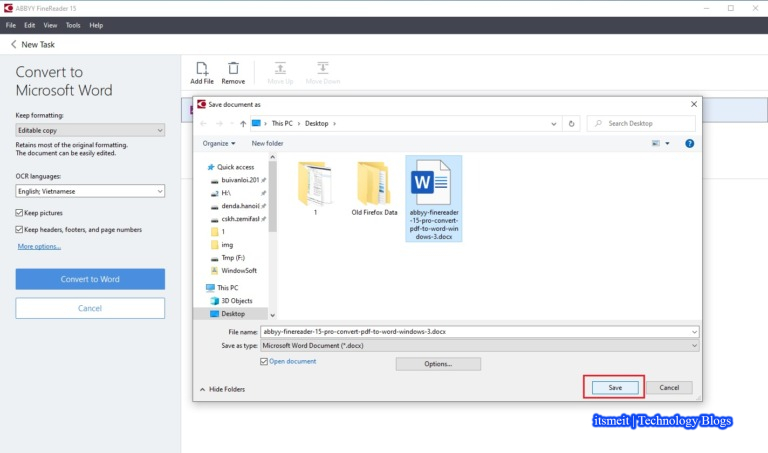 ABBYY FineReader 15
File Edit View Tools Help
New Task
Convert to
Microsoft Word
Keep formatting:
Editable copy
Retains most of the original formatting.
The document can be easily edited.
OCR languages:
English; Vietnamese
Keep pictures
Keep headers, footers, and page numbers
More options...
Convert to Word
Cancel
Add File Remove Move Up Move Down
Save document as
This PC > Desktop >
Search Desktop
Organize New folder
Quick access
buivanloi.201
H:\
denda.hanoi
cskh.zemifash
1
img
Tmp (F:)
WindowSoft
This PC
3D Objects
Desktop
1
Old Firefox Data
abbyy-finereader
-15-pro-convert-
pdf-to-word-win
dows-3.docx
File name: abbyy-finereader-15-pro-convert-pdf-to-word-windows-3.docx
Save as type: Microsoft Word Document (*.docx)
Open document
Options...
Hide Folders
Save
Cancel
itsmeit | Technology Blogs